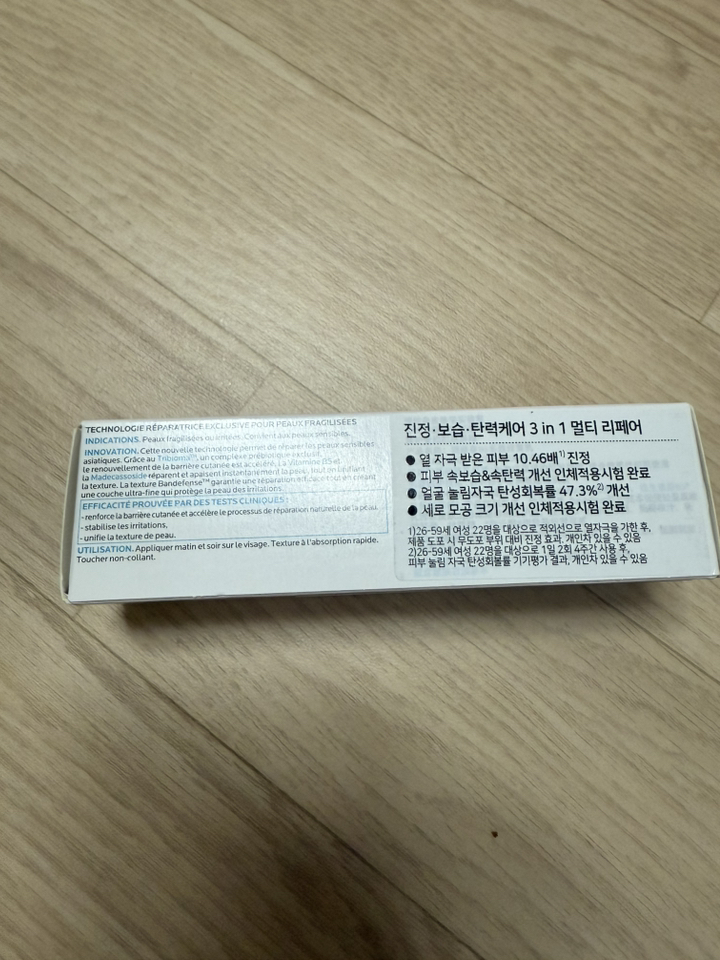 TECHNOLOGIE RÉPARATRICE EXCLUSIVE POUR PEAUX FRAGILISÉES
INDICATIONS. Peaux fragilisées ou irritées. Convient aux peaux sensibles.
INNOVATION. Cette nouvelle technologie permet de réparer les peaux sensibles
asiatiques. Grâce au Tribioma™, un complexe prébiotique exclusif,
le renouvellement de la barrière cutanée est accéléré. La Vitamine B5 et
la Madecassoside réparent et apaisent instantanément la peau, tout en unifiant
la texture. La texture Bandefense™ garantie une réparation efficace tout en créant
une couche ultra-fine qui protège la peau des irritations.
EFFICACITÉ PROUVÉE PAR DES TESTS CLINIQUES :
- renforce la barrière cutanée et accélère le processus de réparation naturelle de la peau,
- stabilise les irritations,
- unifie la texture de peau.
UTILISATION. Appliquer matin et soir sur le visage. Texture à l'absorption rapide.
Toucher non-collant.
진정·보습·탄력케어 3 in 1 멀티 리페어
● 열 자극 받은 피부 10.46배1) 진정
● 피부 속보습&속탄력 개선 인체적용시험 완료
● 얼굴 눌림자국 탄성회복률 47.3%2) 개선
● 세로 모공 크기 개선 인체적용시험 완료
1)26-59세 여성 22명을 대상으로 적외선으로 열자극을 가한 후,
제품 도포 시 무도포 부위 대비 진정 효과. 개인차 있을 수 있음
2)26-59세 여성 22명을 대상으로 1일 2회 4주간 사용 후,
피부 눌림 자국 탄성회복률 기기평가 결과, 개인차 있을 수 있음